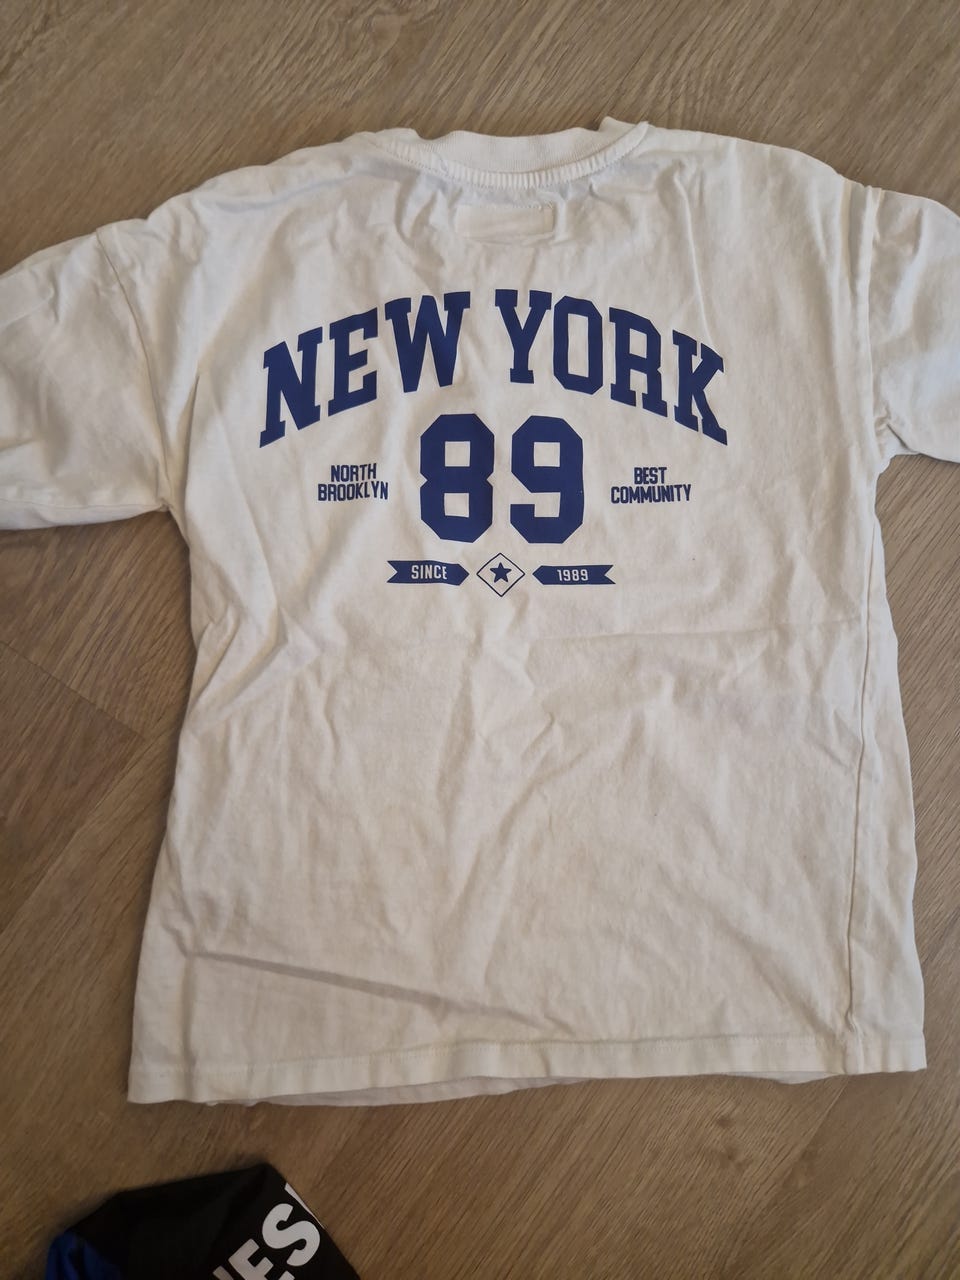 NEW YORK
89
NORTH
BROOKLYN
BEST
COMMUNITY
SINCE
1989